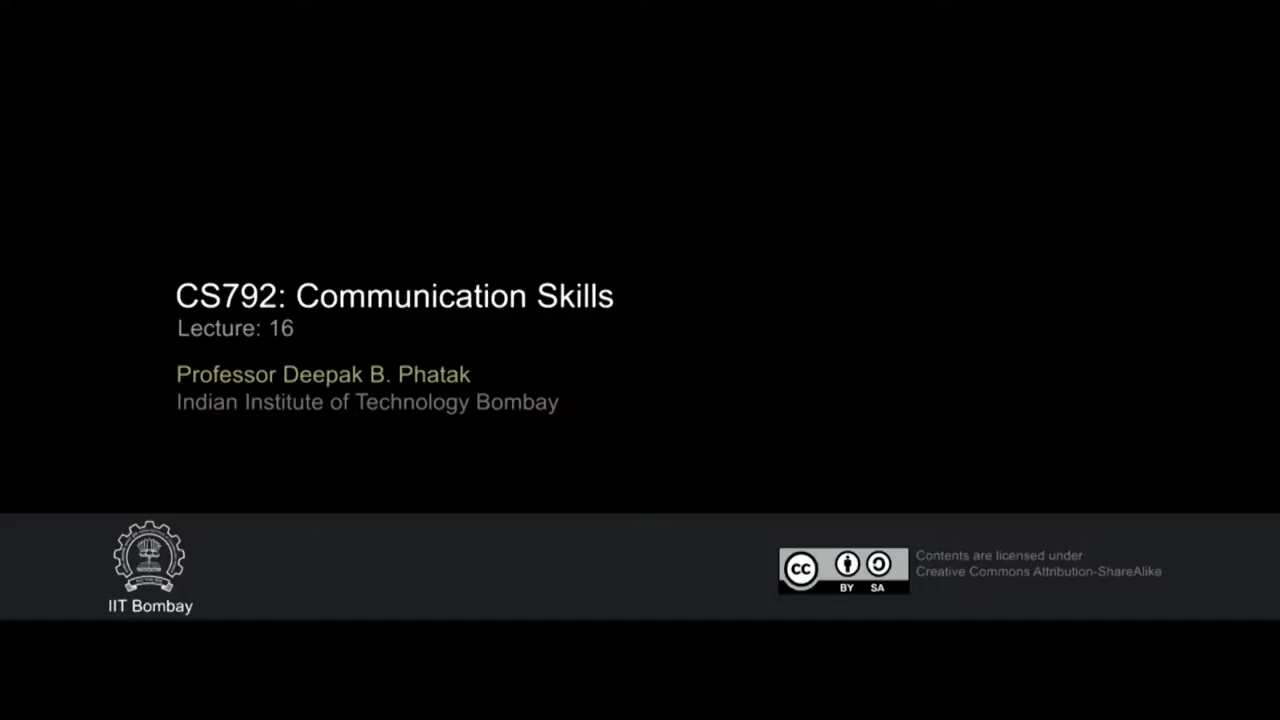 CS792: Communication Skills
Lecture: 16
Professor Deepak B. Phatak
Indian Institute of Technology Bombay
IIT Bombay
CC BY SA
Contents are licensed under
Creative Commons Attribution-ShareAlike